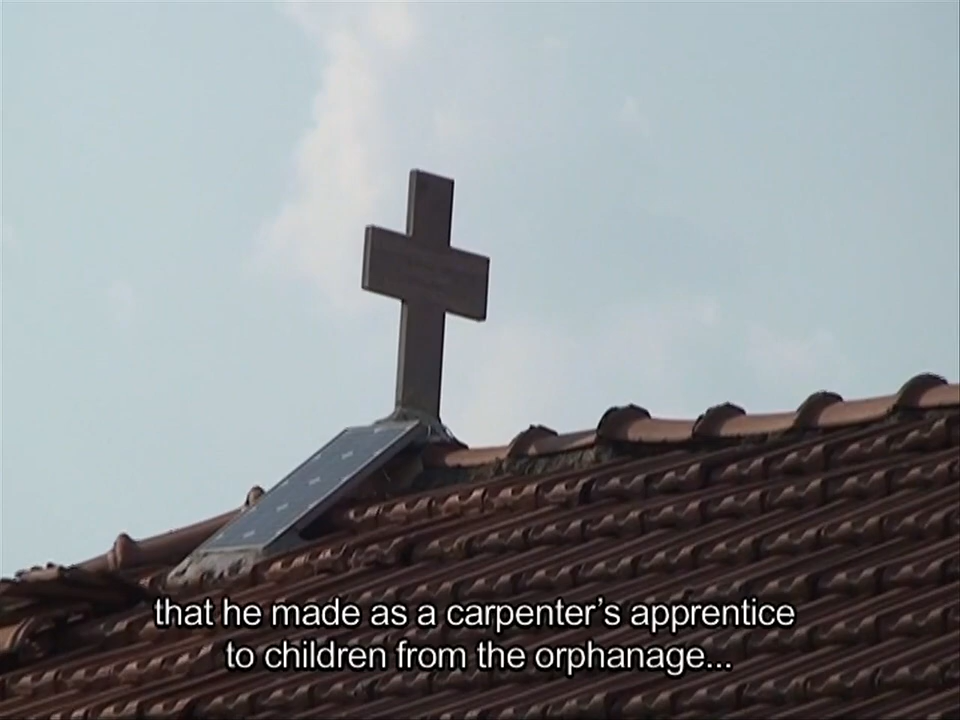 that he made as a carpenter’s apprentice
to children from the orphanage...